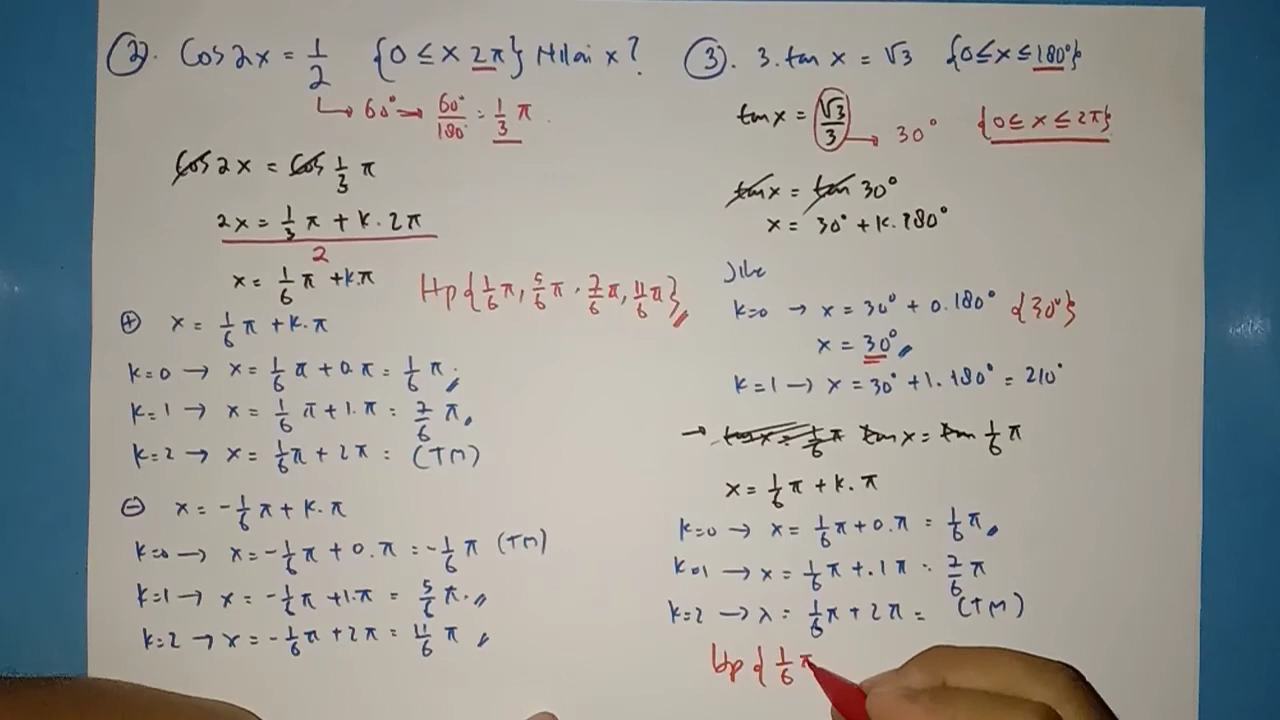 2. Cos 2x = 1/2 {0 ≤ x 2π} Nilai x?
↳ 60° → 60°/180° = 1/3 π
cos 2x = cos 1/3 π
2x = 1/3 π + k. 2π
2
x = 1/6 π + k.π
Hp {1/6 π, 5/6 π, 7/6 π, 11/6 π}
⊕ x = 1/6 π + k.π
k=0 → x = 1/6 π + 0.π = 1/6 π
k=1 → x = 1/6 π + 1.π = 7/6 π
k=2 → x = 1/6 π + 2π = (TM)
⊖ x = -1/6 π + k.π
k=0 → x = -1/6 π + 0.π = -1/6 π (TM)
k=1 → x = -1/6 π + 1.π = 5/6 π
k=2 → x = -1/6 π + 2π = 11/6 π
3. 3.tan x = √3 {0 ≤ x ≤ 180°}
tan x = √3/3 → 30° {0 ≤ x ≤ 2π}
tan x = tan 30°
x = 30° + k.180°
Jika
k=0 → x = 30° + 0.180° {30°}
x = 30°
k=1 → x = 30° + 1.180° = 210°
→ tan x = 1/6 π tan x = tan 1/6 π
x = 1/6 π + k.π
k=0 → x = 1/6 π + 0.π = 1/6 π
k=1 → x = 1/6 π + .1π = 7/6 π
k=2 → x = 1/6 π + 2π = (TM)
Hp {1/6 π